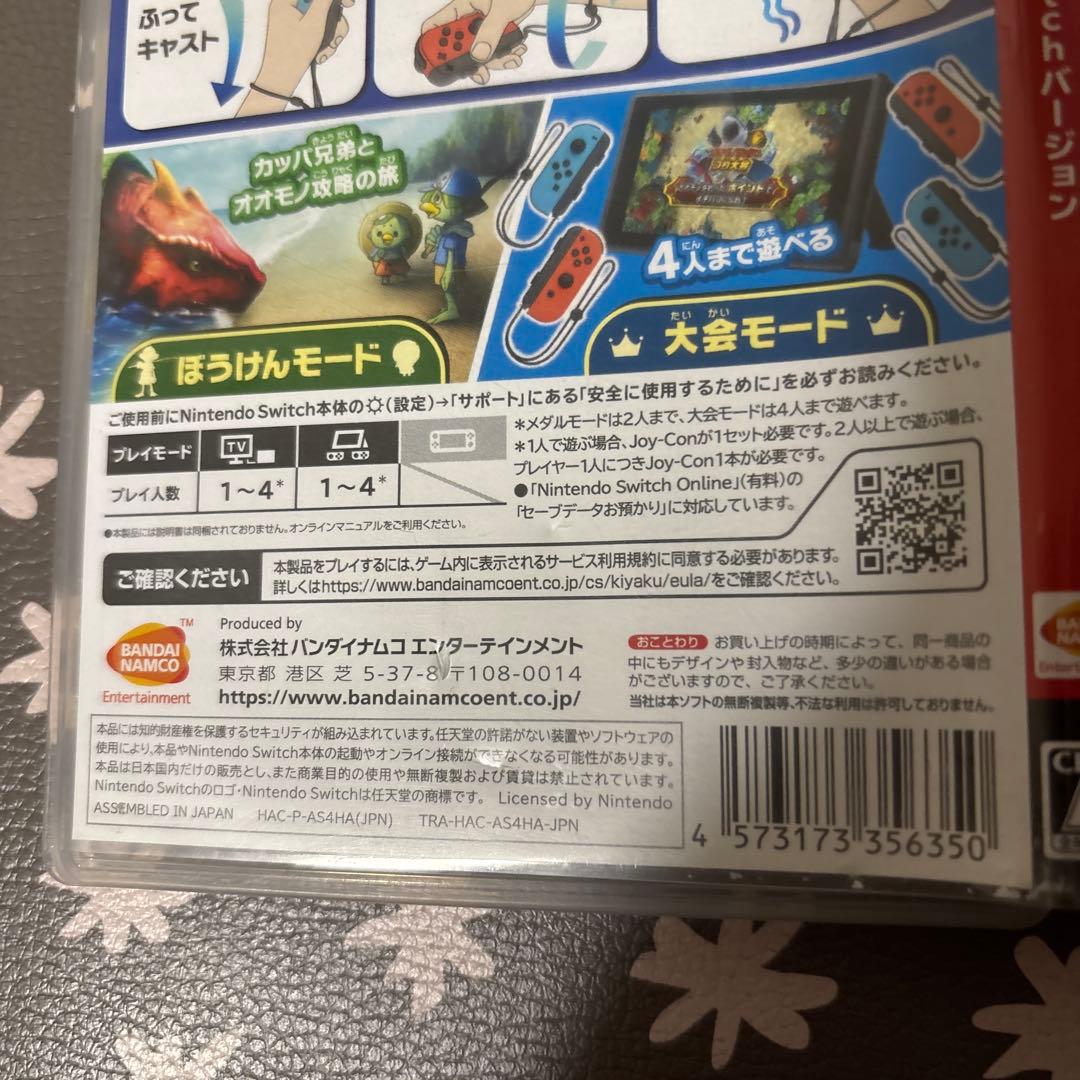 ふって
キャスト
カッパ兄弟と
きょうだい
オオモノ攻略の旅
こうりゃく たび
ポイント
4人まで遊べる
にん あそ
ぼうけんモード
大会モード
たいかい
ご使用前にNintendo Switch本体の(設定)→「サポート」にある「安全に使用するために」を必ずお読みください。
プレイモード TV
プレイ人数 1～4* 1～4*
*メダルモードは2人まで、大会モードは4人まで遊べます。
*1人で遊ぶ場合、Joy-Conが1セット必要です。2人以上で遊ぶ場合、
プレイヤー1人につきJoy-Con1本が必要です。
●「Nintendo Switch Online」(有料)の
「セーブデータお預かり」に対応しています。
●本製品には説明書は同梱されておりません。オンラインマニュアルをご利用ください。
ご確認ください
本製品をプレイするには、ゲーム内に表示されるサービス利用規約に同意する必要があります。
詳しくはhttps://www.bandainamcoent.co.jp/cs/kiyaku/eula/をご確認ください。
BANDAI
NAMCO
TM
Entertainment
Produced by
株式会社 バンダイナムコ エンターテインメント
東京都 港区 芝 5-37-8 〒108-0014
https://www.bandainamcoent.co.jp/
おことわり お買い上げの時期によって、同一商品の
中にもデザインや封入物など、多少の違いがある場合
がございますので、ご了承ください。
当社は本ソフトの無断複製等、不法な利用は許可しておりません。
本品には知的財産権を保護するセキュリティが組み込まれています。任天堂の許諾がない装置やソフトウェアの
使用により、本品やNintendo Switch本体の起動やオンライン接続ができなくなる可能性があります。
本品は日本国内だけの販売とし、また商業目的の使用や無断複製および賃貸は禁止されています。
Nintendo Switchのロゴ・Nintendo Switchは任天堂の商標です。 Licensed by Nintendo
ASSEMBLED IN JAPAN HAC-P-AS4HA(JPN) TRA-HAC-AS4HA-JPN
4 573173 356350
chバージョン